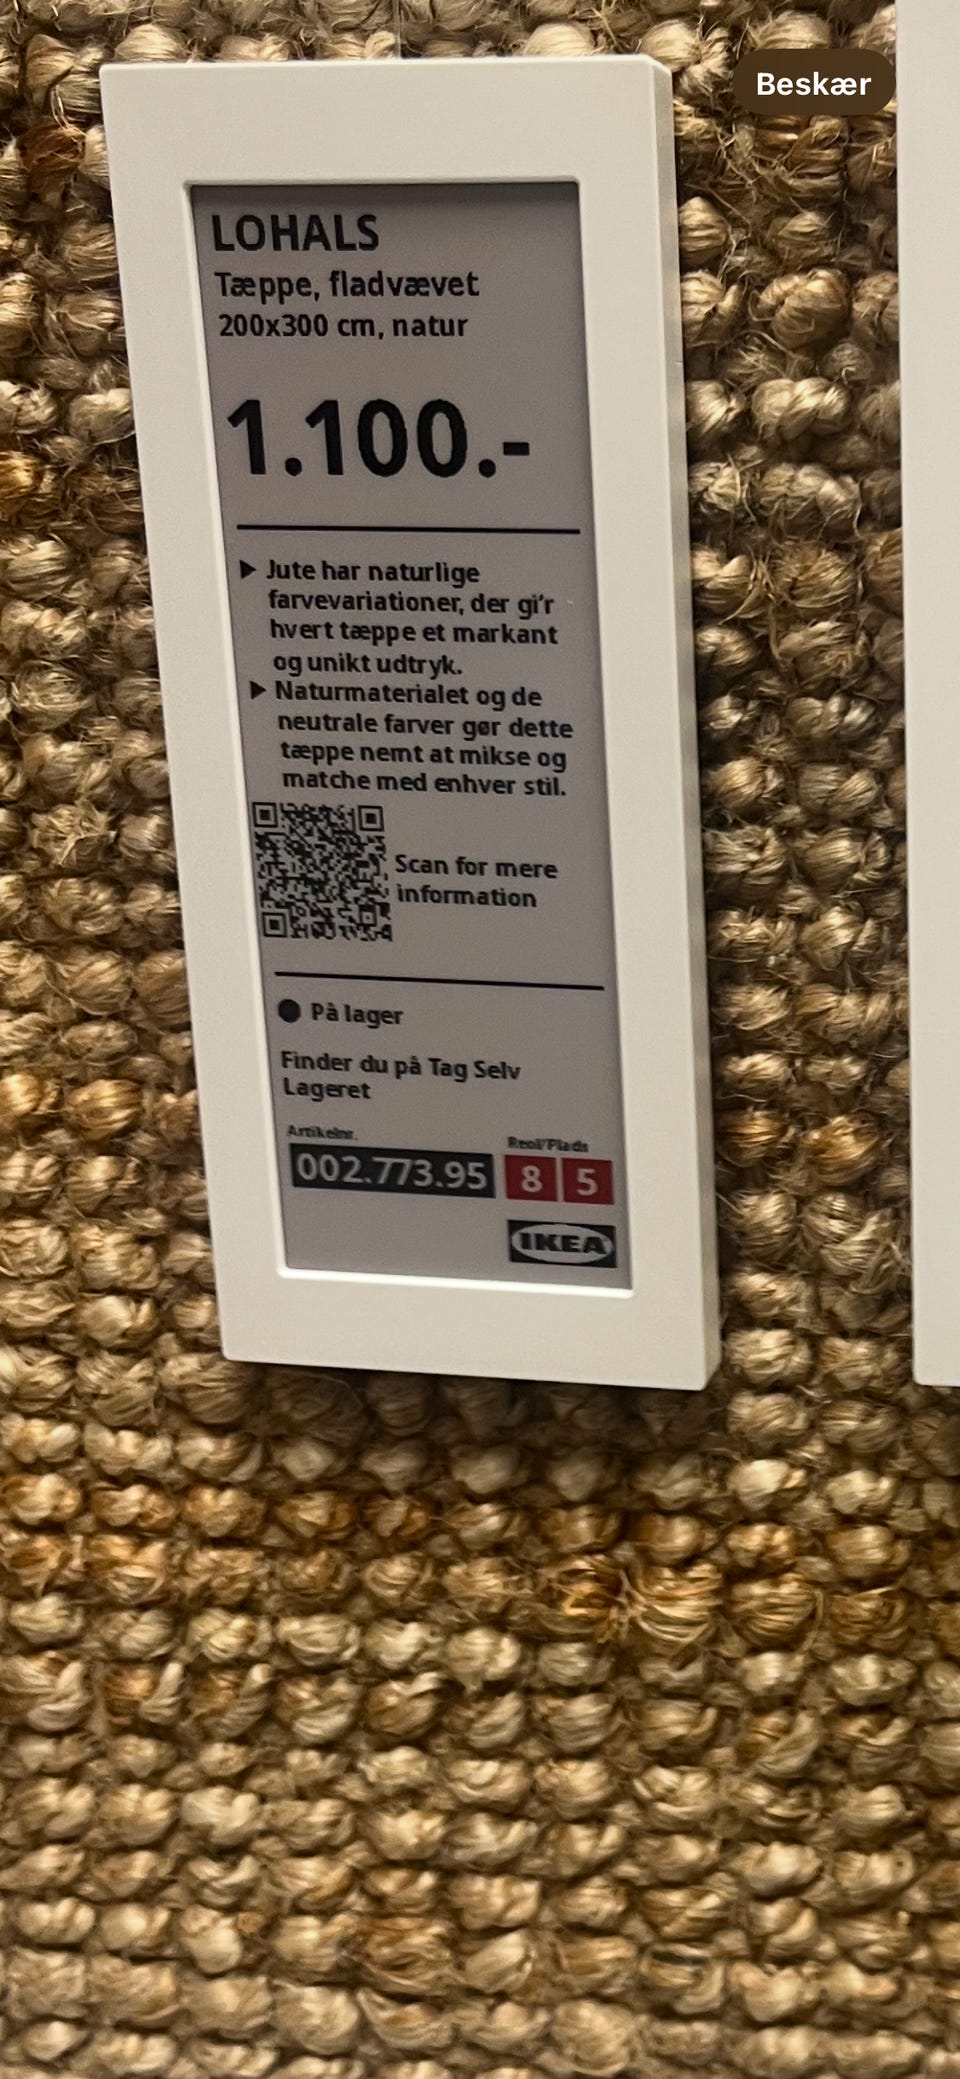 Beskær
LOHALS
Tæppe, fladvævet
200x300 cm, natur
1.100.-
▶ Jute har naturlige
farvevariationer, der gi'r
hvert tæppe et markant
og unikt udtryk.
▶ Naturmaterialet og de
neutrale farver gør dette
tæppe nemt at mikse og
matche med enhver stil.
Scan for mere
information
På lager
Finder du på Tag Selv
Lageret
Artikelnr. Reol/Plads
002.773.95 8 5
IKEA